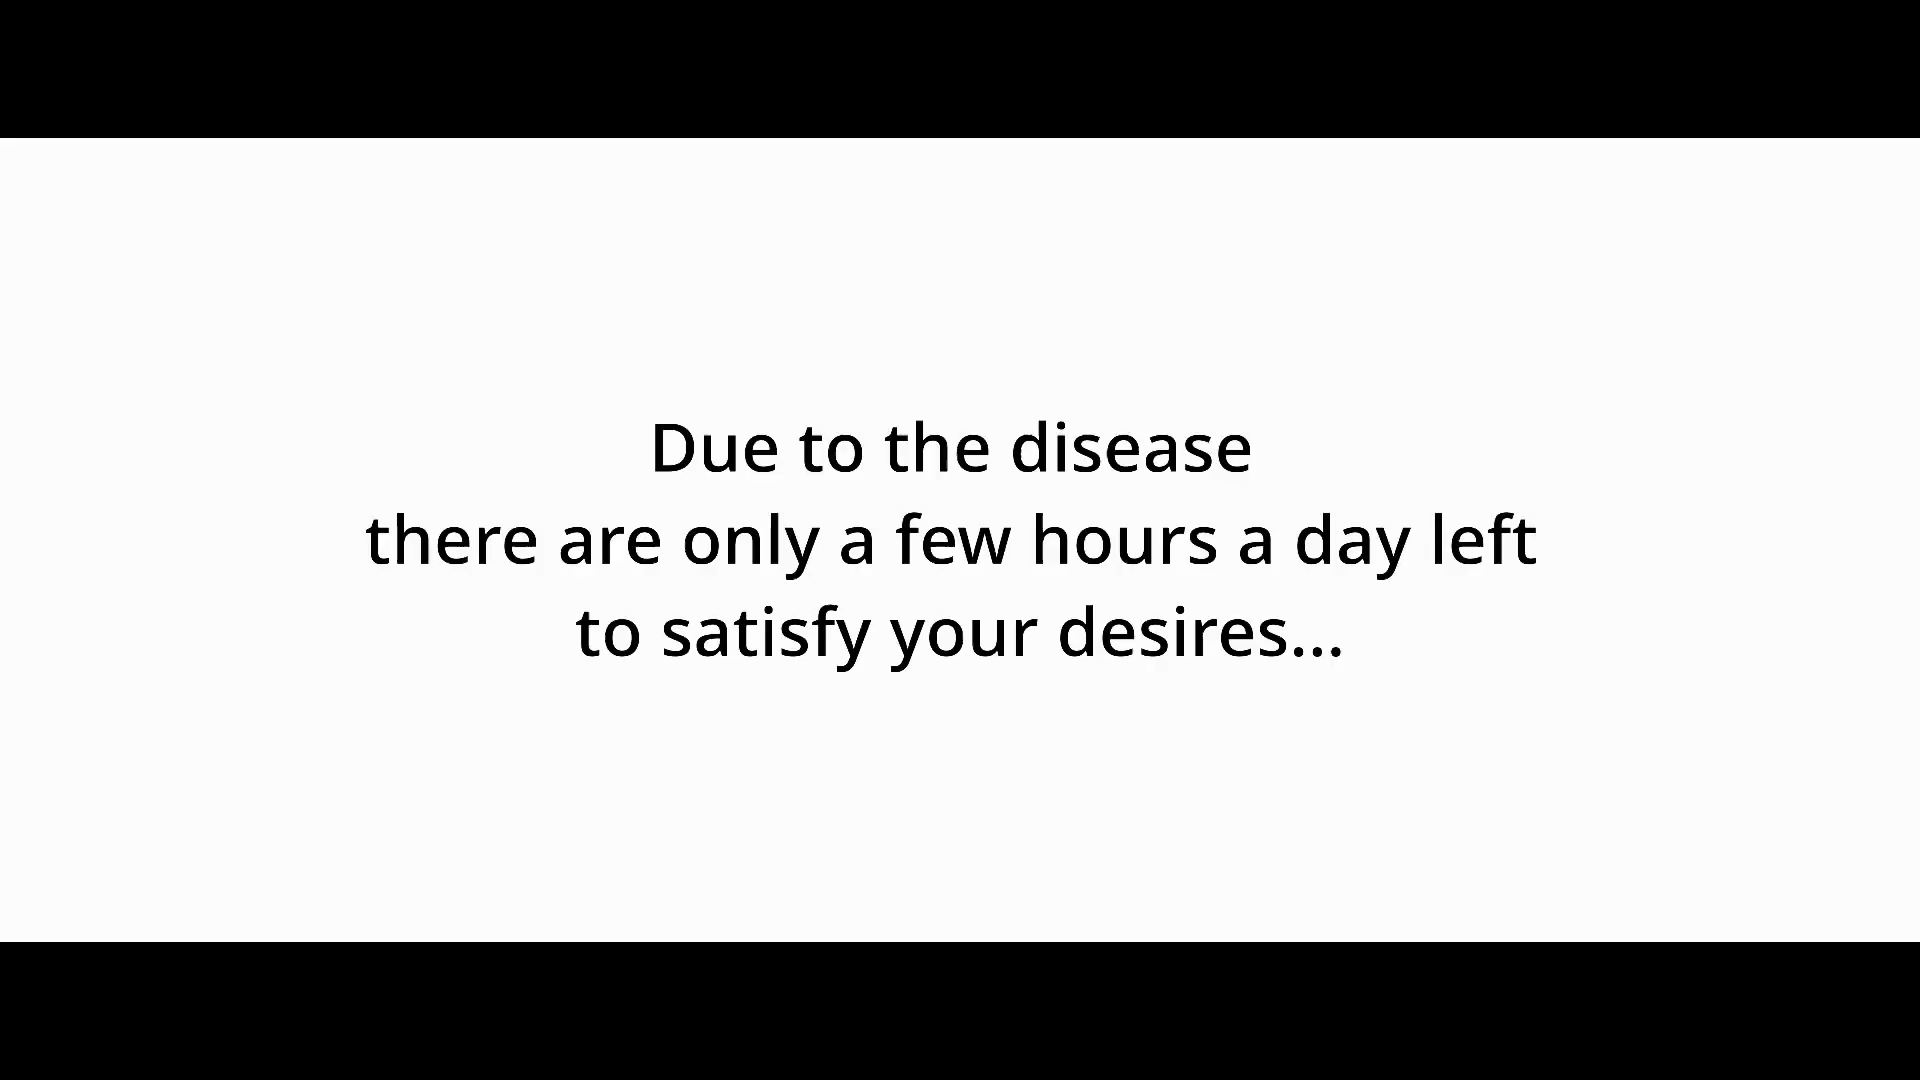 Due to the disease
there are only a few hours a day left
to satisfy your desires...